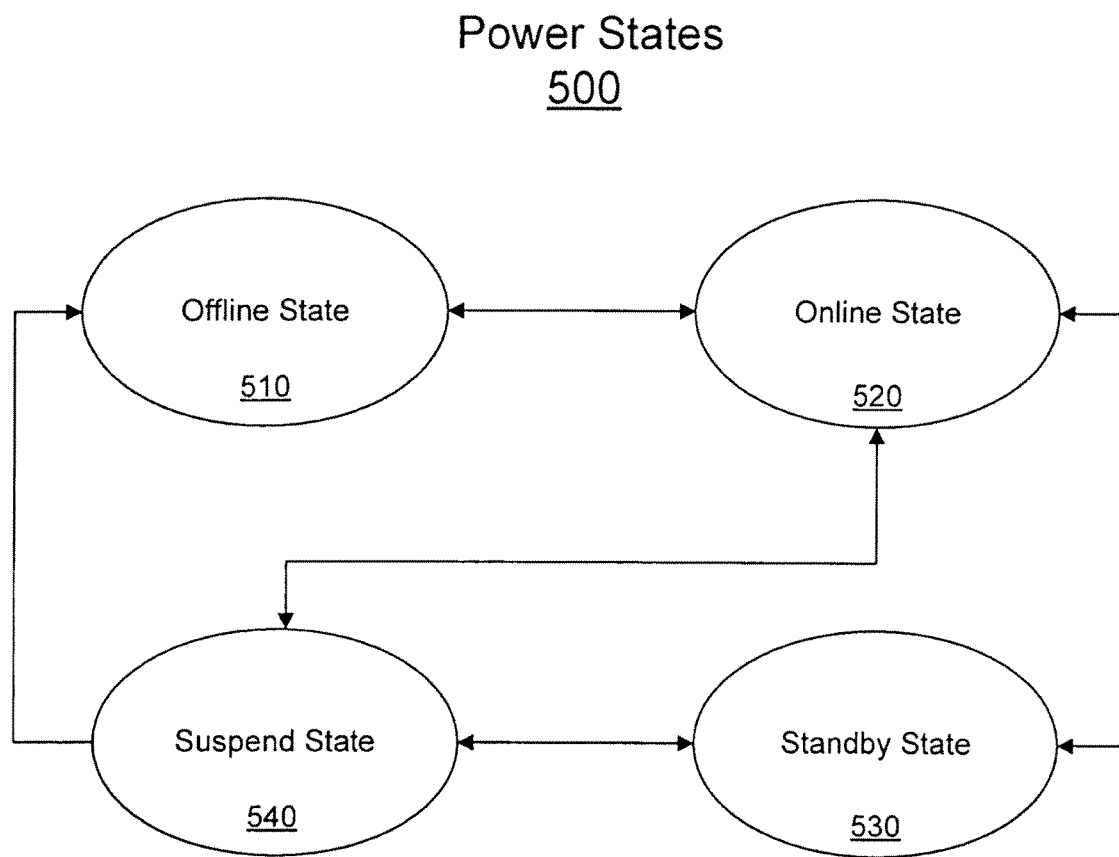 Power States
500
Offline State
510
Online State
520
Suspend State
540
Standby State
530